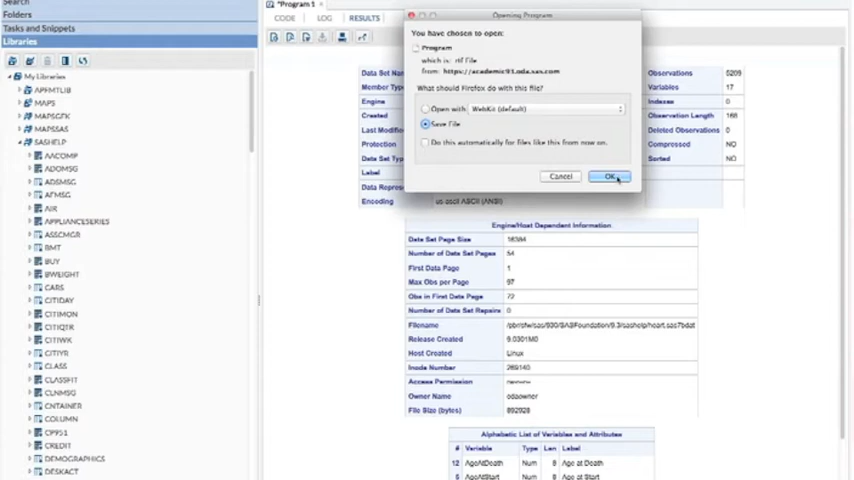 Search
Folders
Tasks and Snippets
Libraries
My Libraries
APFMTLIB
MAPS
MAPSGFK
MAPSSAS
SASHELP
AACOMP
ADOMSG
ADSMSG
AFMSG
AIR
APPLIANCESERIES
ASSCMGR
BMT
BUY
BWEIGHT
CARS
CITIDAY
CITIMON
CITIQTR
CITIWK
CITIYR
CLASS
CLASSFIT
CLNMSG
CNTAINER
COLUMN
CP951
CREDIT
DEMOGRAPHICS
DESKACT
*Program 1 ×
CODE LOG RESULTS
Opening Program
You have chosen to open:
Program
which is: rtf File
from: https://academic93.oda.sas.com
What should Firefox do with this file?
Open with WebKit (default)
Save File
Do this automatically for files like this from now on.
Cancel OK
Data Set Observations 5209
Member Type Variables 17
Engine Indexes 0
Created Observation Length 168
Last Modified Deleted Observations 0
Protection Compressed NO
Data Set Type Sorted NO
Label
Data
Encoding us-ascii ASCII (ANSI)
Engine/Host Dependent Information
Data Set Page Size 16384
Number of Data Set Pages 54
First Data Page 1
Max Obs per Page 97
Obs in First Data Page 72
Number of Data Set Repairs 0
Filename /pbr/sfw/sas/930/SASFoundation/9.3/sashelp/heart.sas7bdat
Release Created 9.0301M0
Host Created Linux
Inode Number 269140
Access Permission
Owner Name odaowner
File Size (bytes) 892928
Alphabetic List of Variables and Attributes
# Variable Type Len Label
12 AgeAtDeath Num 8 Age at Death
5 AgeAtStart Num 8 Age at Start